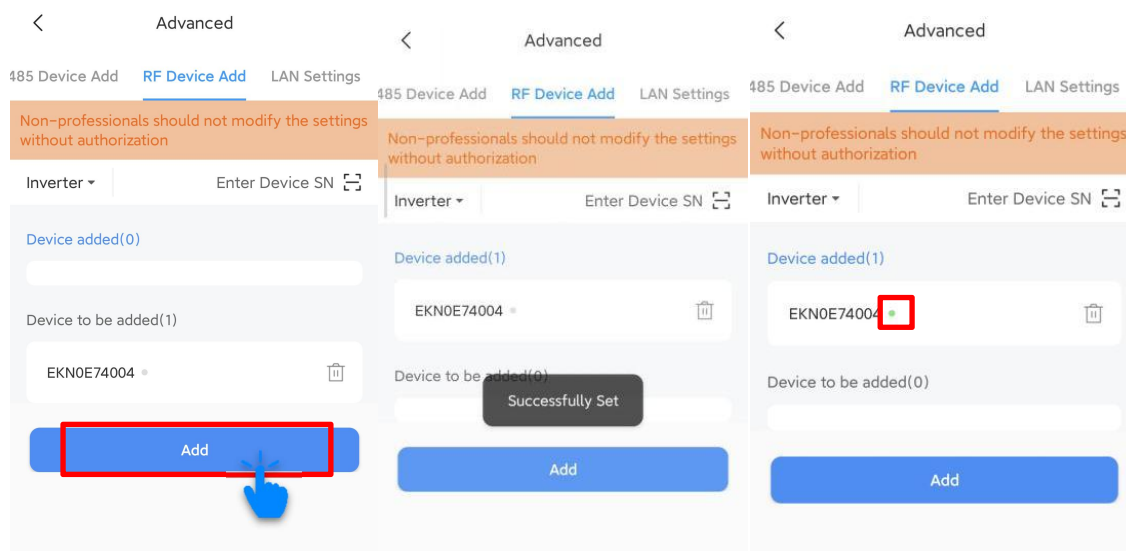 Advanced
485 Device Add RF Device Add LAN Settings
Non-professionals should not modify the settings
without authorization
Inverter Enter Device SN
Device added(0)
Device to be added(1)
EKN0E74004
Add
Advanced
485 Device Add RF Device Add LAN Settings
Non-professionals should not modify the settings
without authorization
Inverter Enter Device SN
Device added(1)
EKN0E74004
Device to be added(0)
Successfully Set
Add
Advanced
485 Device Add RF Device Add LAN Settings
Non-professionals should not modify the settings
without authorization
Inverter Enter Device SN
Device added(1)
EKN0E74004
Device to be added(0)
Add